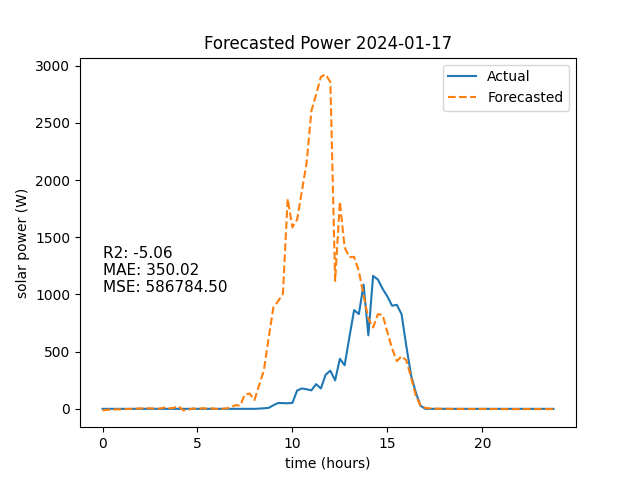 Forecasted Power 2024-01-17
3000
2500
2000
1500
1000
500
0
solar power (W)
Actual
Forecasted
R2: -5.06
MAE: 350.02
MSE: 586784.50
0 5 10 15 20
time (hours)